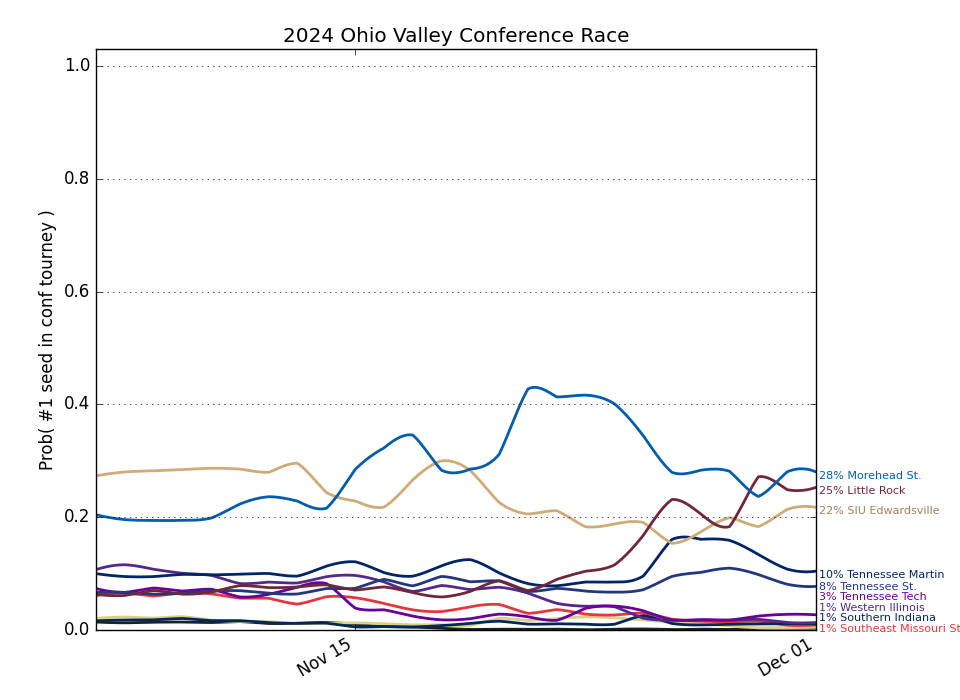 2024 Ohio Valley Conference Race
Prob( #1 seed in conf tourney )
1.0
0.8
0.6
0.4
0.2
0.0
Nov 15
Dec 01
28% Morehead St.
25% Little Rock
22% SIU Edwardsville
10% Tennessee Martin
8% Tennessee St.
3% Tennessee Tech
1% Western Illinois
1% Southern Indiana
1% Southeast Missouri St